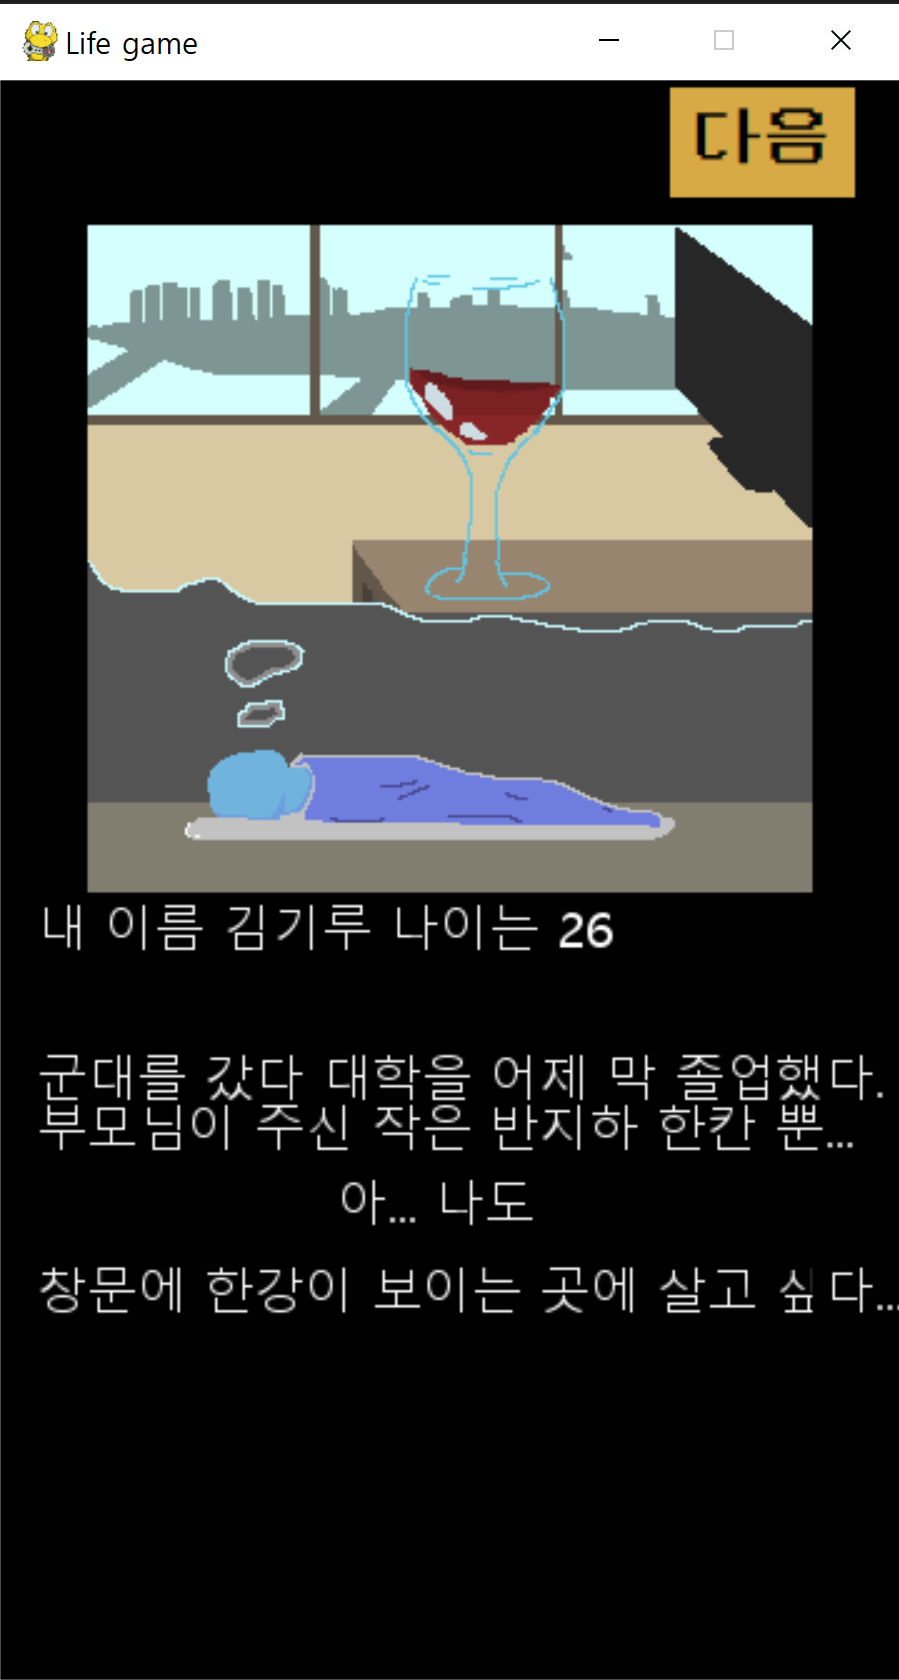 Life game
다음
내 이름 김기루 나이는 26
군대를 갔다 대학을 어제 막 졸업했다.
부모님이 주신 작은 반지하 한칸 뿐...
아... 나도
창문에 한강이 보이는 곳에 살고 싶다...